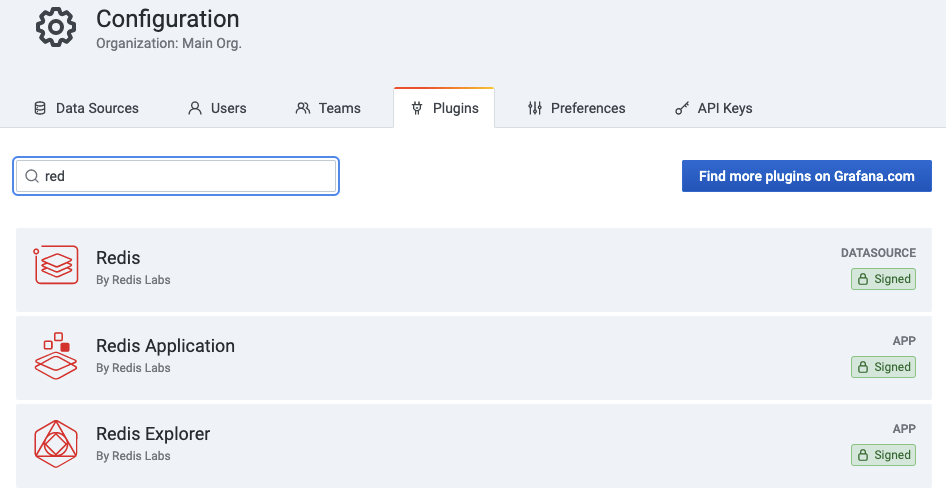 Configuration
Organization: Main Org.
Data Sources
Users
Teams
Plugins
Preferences
API Keys
red
Find more plugins on Grafana.com
Redis
By Redis Labs
DATASOURCE
Signed
Redis Application
By Redis Labs
APP
Signed
Redis Explorer
By Redis Labs
APP
Signed